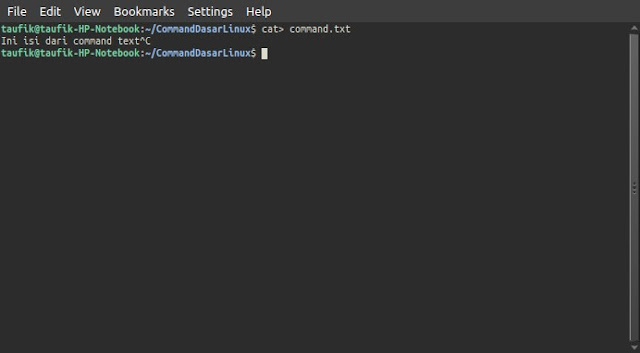 File Edit View Bookmarks Settings Help
taufik@taufik-HP-Notebook:~/CommandDasarLinux$ cat> command.txt
Ini isi dari command text^C
taufik@taufik-HP-Notebook:~/CommandDasarLinux$